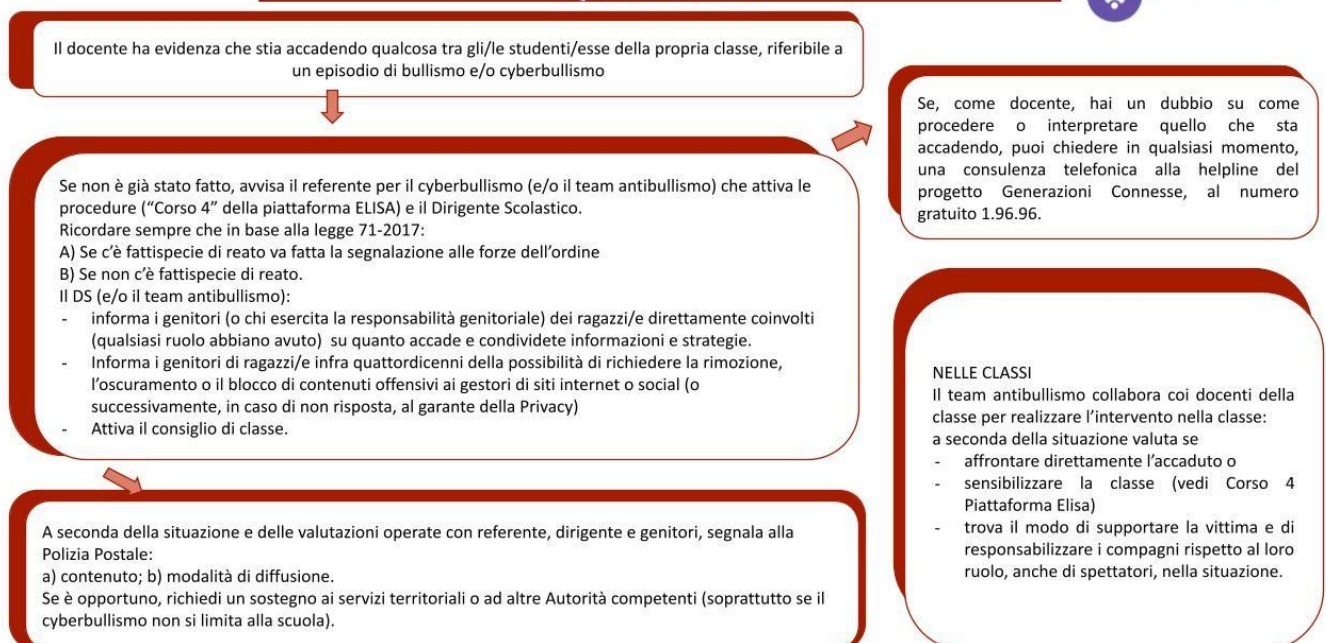 Il docente ha evidenza che stia accadendo qualcosa tra gli/le studenti/esse della propria classe, riferibile a
un episodio di bullismo e/o cyberbullismo
Se non è già stato fatto, avvisa il referente per il cyberbullismo (e/o il team antibullismo) che attiva le
procedure (“Corso 4” della piattaforma ELISA) e il Dirigente Scolastico.
Ricordare sempre che in base alla legge 71-2017:
A) Se c’è fattispecie di reato va fatta la segnalazione alle forze dell’ordine
B) Se non c’è fattispecie di reato.
Il DS (e/o il team antibullismo):
- informa i genitori (o chi esercita la responsabilità genitoriale) dei ragazzi/e direttamente coinvolti
(qualsiasi ruolo abbiano avuto) su quanto accade e condividete informazioni e strategie.
- Informa i genitori di ragazzi/e infra quattordicenni della possibilità di richiedere la rimozione,
l’oscuramento o il blocco di contenuti offensivi ai gestori di siti internet o social (o
successivamente, in caso di non risposta, al garante della Privacy)
- Attiva il consiglio di classe.
A seconda della situazione e delle valutazioni operate con referente, dirigente e genitori, segnala alla
Polizia Postale:
a) contenuto; b) modalità di diffusione.
Se è opportuno, richiedi un sostegno ai servizi territoriali o ad altre Autorità competenti (soprattutto se il
cyberbullismo non si limita alla scuola).
Se, come docente, hai un dubbio su come
procedere o interpretare quello che sta
accadendo, puoi chiedere in qualsiasi momento,
una consulenza telefonica alla helpline del
progetto Generazioni Connesse, al numero
gratuito 1.96.96.
NELLE CLASSI
Il team antibullismo collabora coi docenti della
classe per realizzare l’intervento nella classe:
a seconda della situazione valuta se
- affrontare direttamente l’accaduto o
- sensibilizzare la classe (vedi Corso 4
Piattaforma Elisa)
- trova il modo di supportare la vittima e di
responsabilizzare i compagni rispetto al loro
ruolo, anche di spettatori, nella situazione.